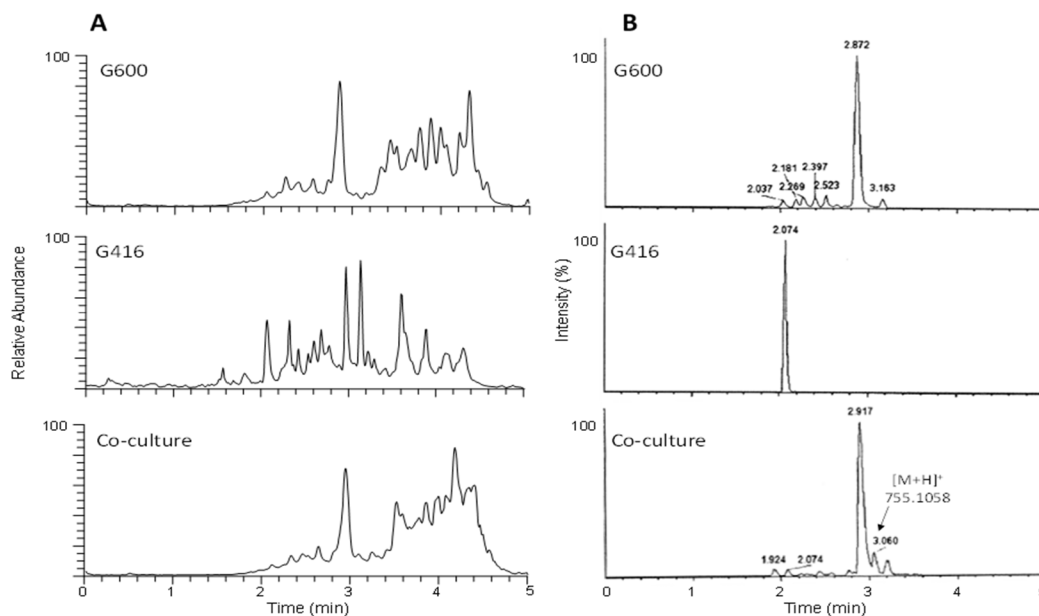 A
B
100
G600
Relative Abundance
100
G416
100
Co-culture
0
1
2
3
4
5
Time (min)
100
G600
2.872
2.181
2.397
2.037
2.269
2.523
3.163
Intensity (%)
100
G416
2.074
100
Co-culture
2.917
[M+H]+
755.1058
3.060
1.924
2.074
0
1
2
3
4
Time (min)